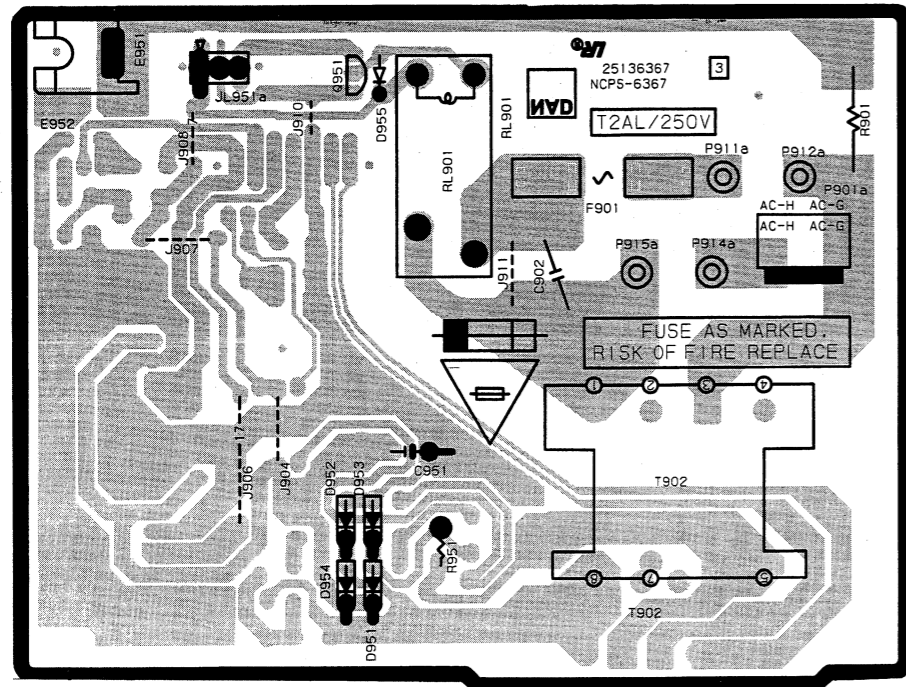 E951
JL951a
Q951
D955
RL901
RL901
25136367
NCPS-6367
3
NAD
T2AL/250V
R901
E952
J908
7
J910
P911a
P912a
F901
P901a
AC-H AC-G
AC-H AC-G
J907
J911
C902
P915a
P914a
FUSE AS MARKED.
RISK OF FIRE REPLACE
1
2
3
4
17
J906
J904
C951
D952
D953
T902
R951
D954
D951
8
7
5
T902